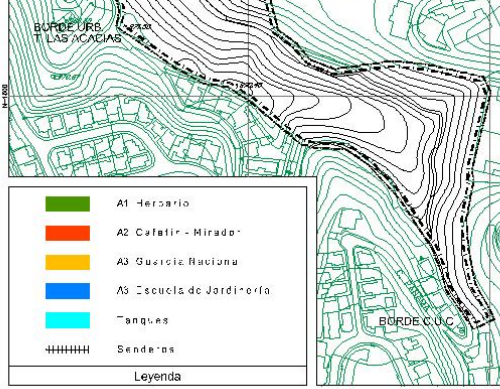 BORDE URB.
T. LAS ACACIAS
A1 Herbario
A2 Cafetin - Mirador
A3 Guardia Nacional
A3 Escuela de Jardinería
Tanques
Senderos
Leyenda
BORDE C.U.C